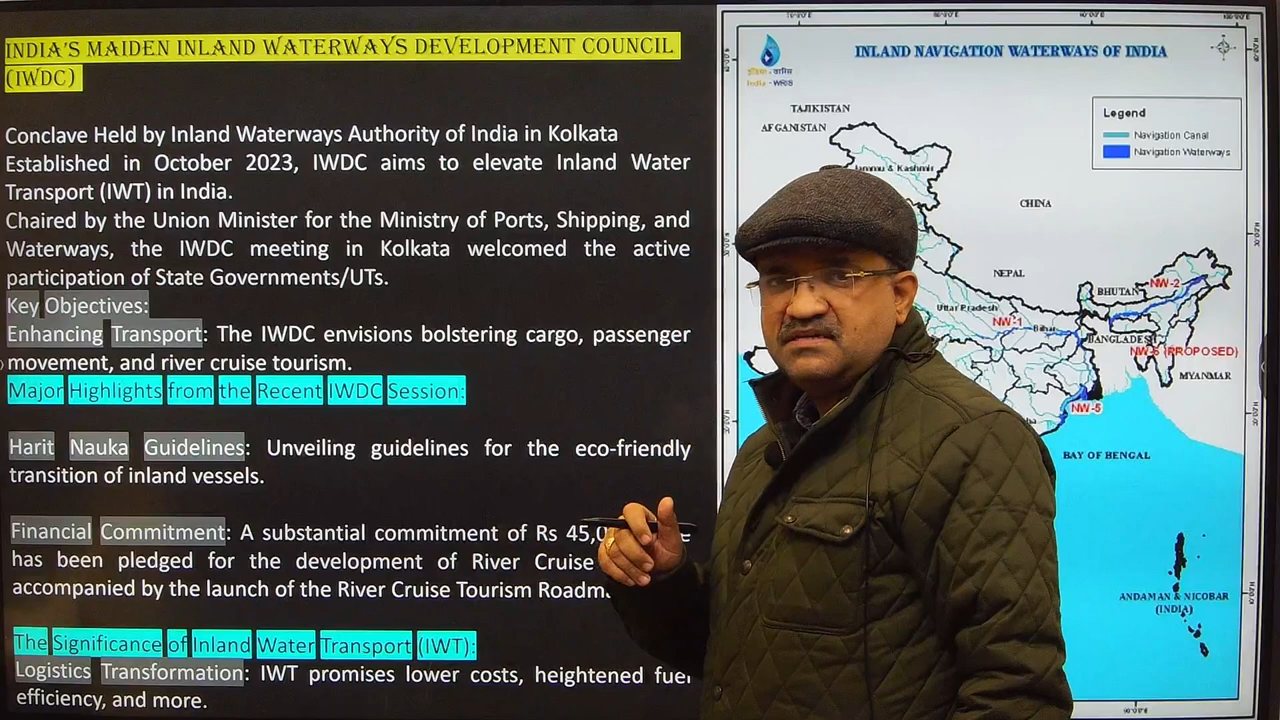 INDIA'S MAIDEN INLAND WATERWAYS DEVELOPMENT COUNCIL
(IWDC)
Conclave Held by Inland Waterways Authority of India in Kolkata
Established in October 2023, IWDC aims to elevate Inland Water
Transport (IWT) in India.
Chaired by the Union Minister for the Ministry of Ports, Shipping, and
Waterways, the IWDC meeting in Kolkata welcomed the active
participation of State Governments/UTs.
Key Objectives:
Enhancing Transport: The IWDC envisions bolstering cargo, passenger
movement, and river cruise tourism.
Major Highlights from the Recent IWDC Session:
Harit Nauka Guidelines: Unveiling guidelines for the eco-friendly
transition of inland vessels.
Financial Commitment: A substantial commitment of Rs
has been pledged for the development of River Cruise
accompanied by the launch of the River Cruise Tourism
The Significance of Inland Water Transport (IWT):
Logistics Transformation: IWT promises lower costs, heightened fuel
efficiency, and more.
INLAND NAVIGATION WATERWAYS OF INDIA
India - WRIS
Legend
Navigation Canal
Navigation Waterways
TAJIKISTAN
AFGANISTAN
Jammu & Kashmir
CHINA
NEPAL
BHUTAN
NW-2
Uttar Pradesh
NW-1
Bihar
BANGLADESH
NW-6 (PROPOSED)
MYANMAR
NW-5
BAY OF BENGAL
ANDAMAN & NICOBAR
(INDIA)